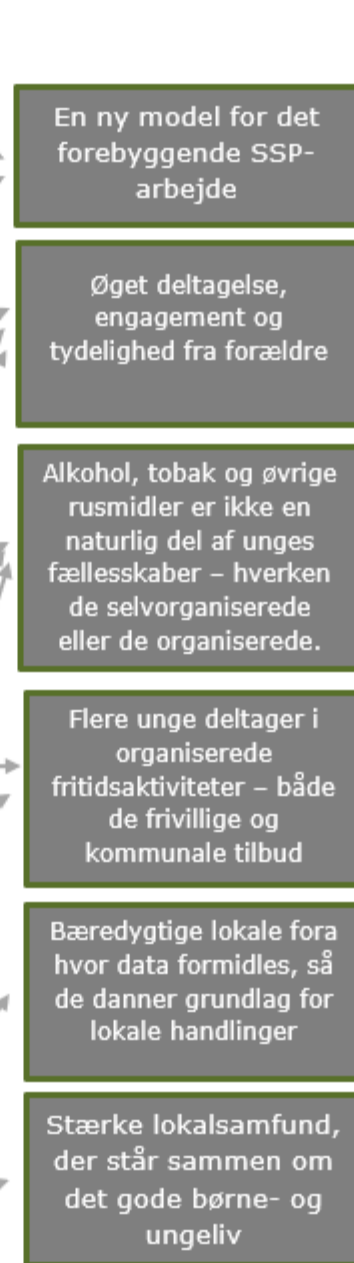 En ny model for det
forebyggende SSP-
arbejde
Øget deltagelse,
engagement og
tydelighed fra forældre
Alkohol, tobak og øvrige
rusmidler er ikke en
naturlig del af unges
fællesskaber – hverken
de selvorganiserede
eller de organiserede.
Flere unge deltager i
organiserede
fritidsaktiviteter – både
de frivillige og
kommunale tilbud
Bæredygtige lokale fora
hvor data formidles, så
de danner grundlag for
lokale handlinger
Stærke lokalsamfund,
der står sammen om
det gode børne- og
ungeliv